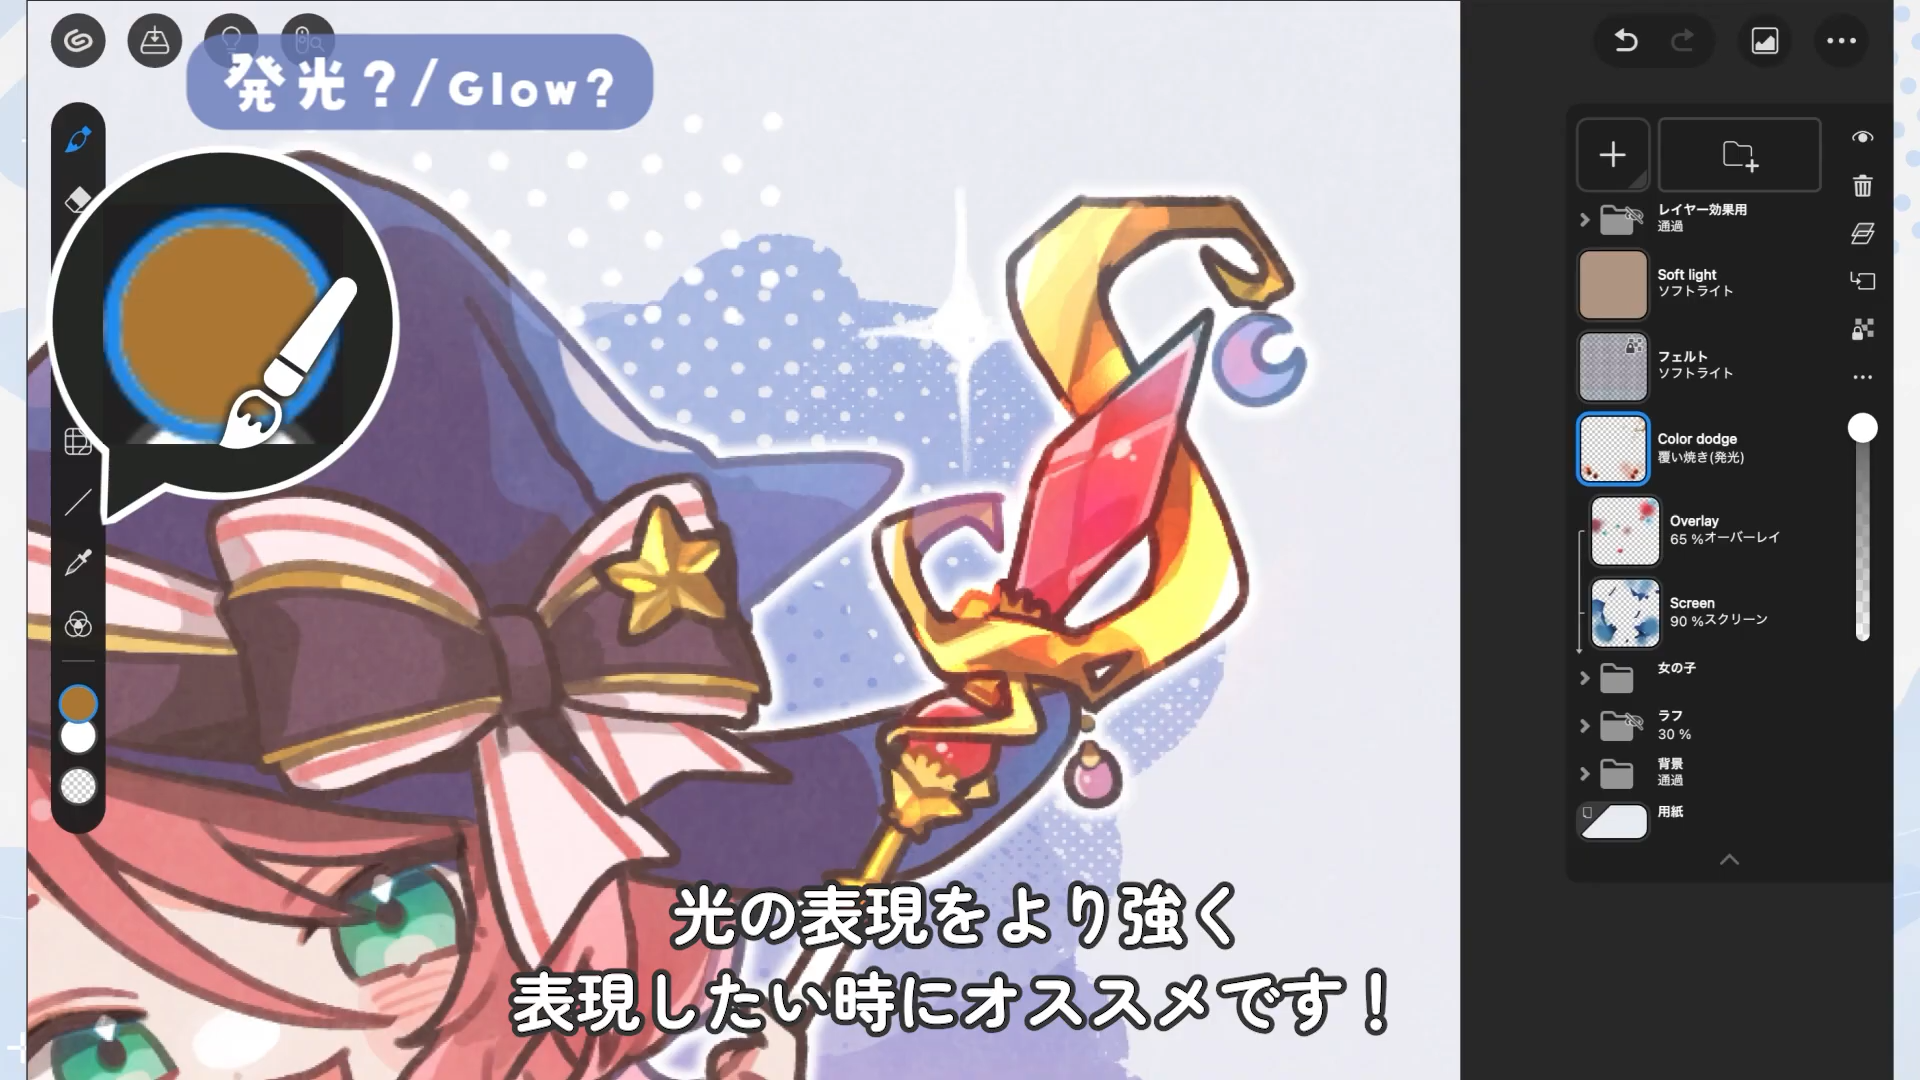 発光？/Glow？
レイヤー効果用
通過
Soft light
ソフトライト
フェルト
ソフトライト
Color dodge
覆い焼き(発光)
Overlay
65 %オーバーレイ
Screen
90 %スクリーン
女の子
ラフ
30 %
背景
通過
用紙
光の表現をより強く
表現したい時にオススメです！